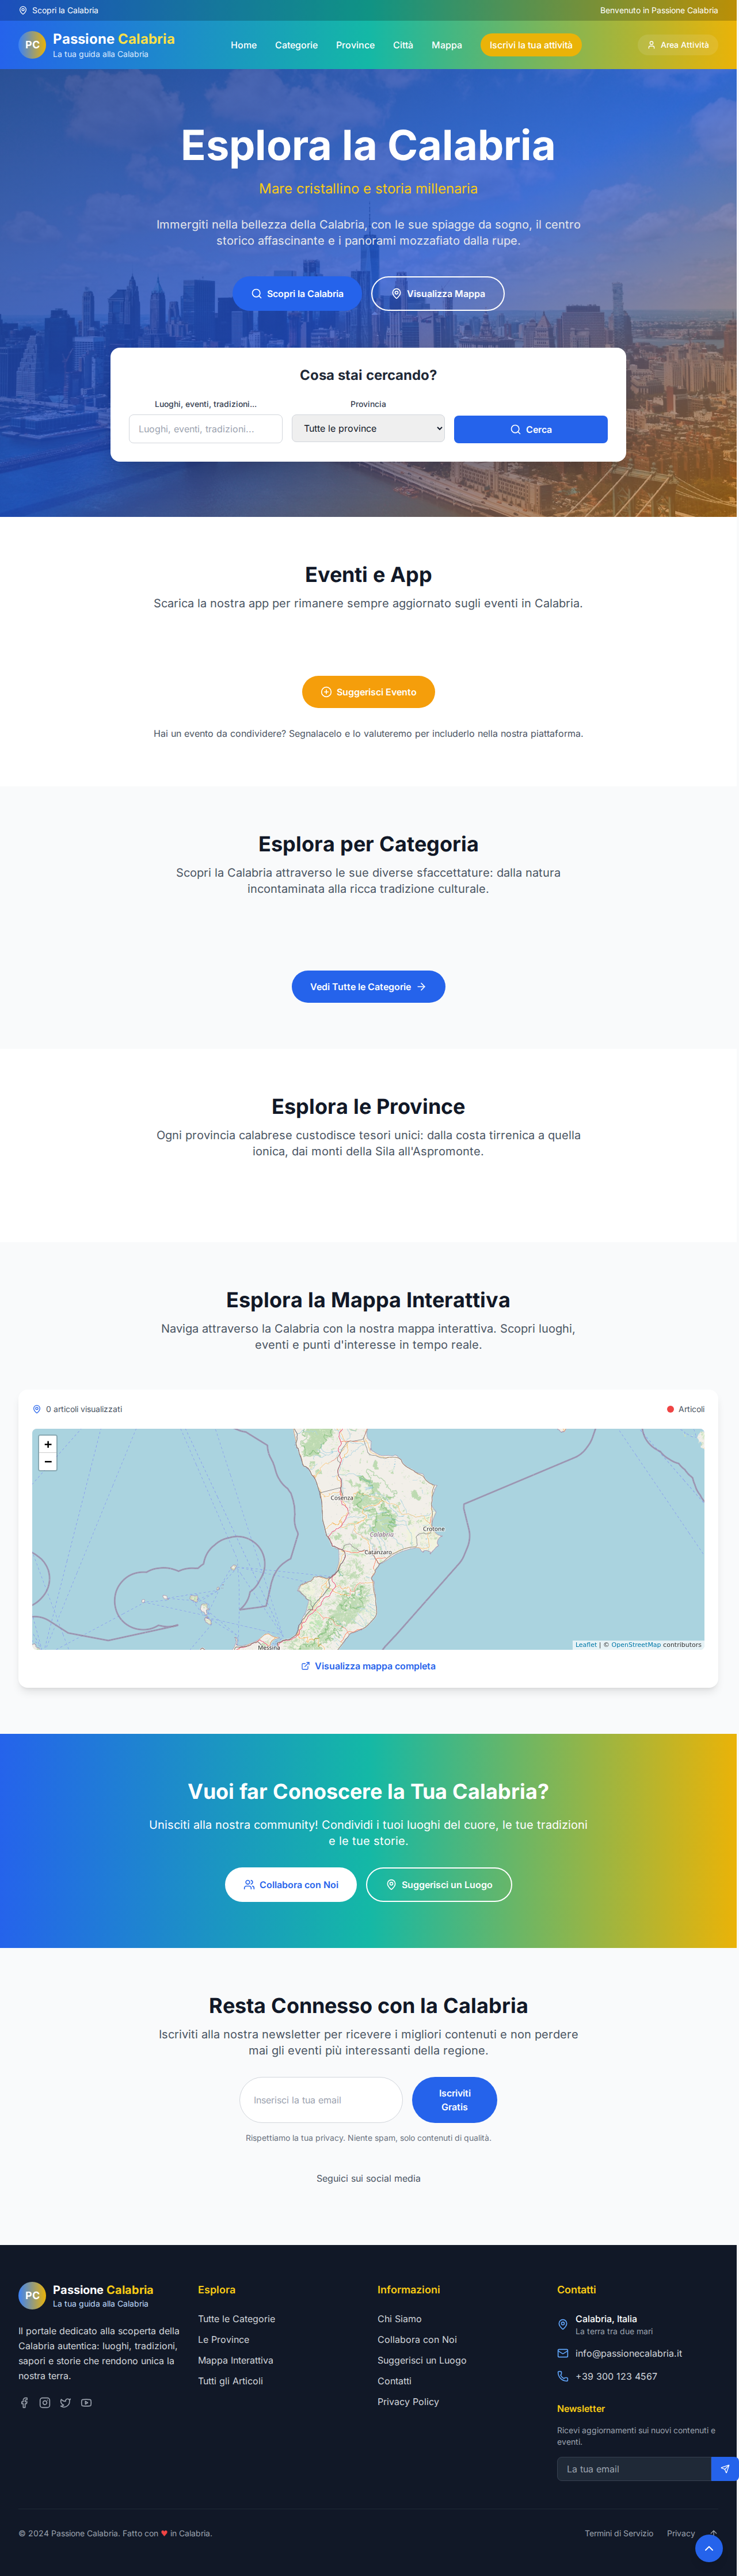 Scopri la Calabria
Benvenuto in Passione Calabria
PC
Passione Calabria
La tua guida alla Calabria
Home
Categorie
Province
Città
Mappa
Iscrivi la tua attività
Area Attività
Esplora la Calabria
Mare cristallino e storia millenaria
Immergiti nella bellezza della Calabria, con le sue spiagge da sogno, il centro
storico affascinante e i panorami mozzafiato dalla rupe.
Scopri la Calabria
Visualizza Mappa
Cosa stai cercando?
Luoghi, eventi, tradizioni...
Provincia
Luoghi, eventi, tradizioni...
Tutte le province
Cerca
Eventi e App
Scarica la nostra app per rimanere sempre aggiornato sugli eventi in Calabria.
Suggerisci Evento
Hai un evento da condividere? Segnalacelo e lo valuteremo per includerlo nella nostra piattaforma.
Esplora per Categoria
Scopri la Calabria attraverso le sue diverse sfaccettature: dalla natura
incontaminata alla ricca tradizione culturale.
Vedi Tutte le Categorie
Esplora le Province
Ogni provincia calabrese custodisce tesori unici: dalla costa tirrenica a quella
ionica, dai monti della Sila all'Aspromonte.
Esplora la Mappa Interattiva
Naviga attraverso la Calabria con la nostra mappa interattiva. Scopri luoghi,
eventi e punti d'interesse in tempo reale.
0 articoli visualizzati
Articoli
+
−
Cosenza
Crotone
Calabria
Catanzaro
Messina
Leaflet | © OpenStreetMap contributors
Visualizza mappa completa
Vuoi far Conoscere la Tua Calabria?
Unisciti alla nostra community! Condividi i tuoi luoghi del cuore, le tue tradizioni
e le tue storie.
Collabora con Noi
Suggerisci un Luogo
Resta Connesso con la Calabria
Iscriviti alla nostra newsletter per ricevere i migliori contenuti e non perdere
mai gli eventi più interessanti della regione.
Inserisci la tua email
Iscriviti
Gratis
Rispettiamo la tua privacy. Niente spam, solo contenuti di qualità.
Seguici sui social media
PC
Passione Calabria
La tua guida alla Calabria
Il portale dedicato alla scoperta della
Calabria autentica: luoghi, tradizioni,
sapori e storie che rendono unica la
nostra terra.
Esplora
Tutte le Categorie
Le Province
Mappa Interattiva
Tutti gli Articoli
Informazioni
Chi Siamo
Collabora con Noi
Suggerisci un Luogo
Contatti
Privacy Policy
Contatti
Calabria, Italia
La terra tra due mari
info@passionecalabria.it
+39 300 123 4567
Newsletter
Ricevi aggiornamenti sui nuovi contenuti e
eventi.
La tua email
© 2024 Passione Calabria. Fatto con ♥ in Calabria.
Termini di Servizio
Privacy